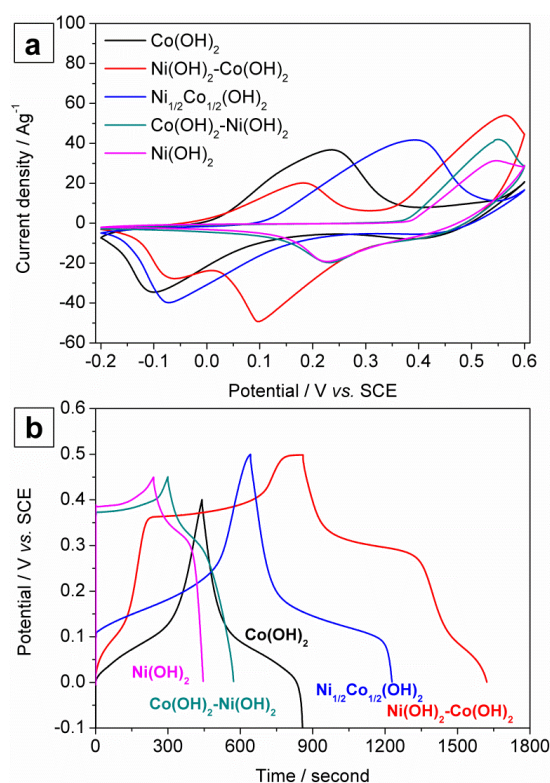 a
Co(OH)₂
Ni(OH)₂-Co(OH)₂
Ni₁/₂Co₁/₂(OH)₂
Co(OH)₂-Ni(OH)₂
Ni(OH)₂
100
80
60
40
20
0
-20
-40
-60
Current density / Ag⁻¹
-0.2 -0.1 0.0 0.1 0.2 0.3 0.4 0.5 0.6
Potential / V vs. SCE
b
0.6
0.5
0.4
0.3
0.2
0.1
0.0
-0.1
Potential / V vs. SCE
Co(OH)₂
Ni(OH)₂
Ni₁/₂Co₁/₂(OH)₂
Co(OH)₂-Ni(OH)₂
Ni(OH)₂-Co(OH)₂
0 300 600 900 1200 1500 1800
Time / second